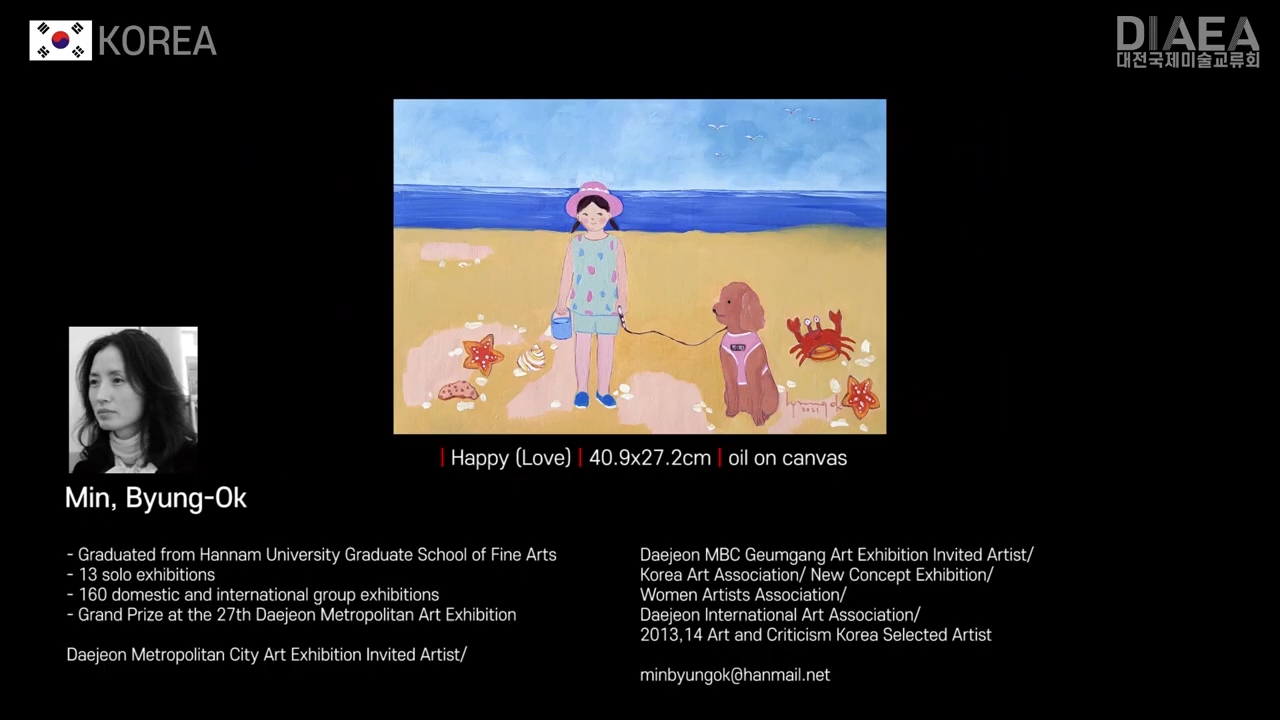 KOREA
DIAEA
대전국제미술교류회
2021
| Happy (Love) | 40.9x27.2cm | oil on canvas
Min, Byung-Ok
- Graduated from Hannam University Graduate School of Fine Arts
- 13 solo exhibitions
- 160 domestic and international group exhibitions
- Grand Prize at the 27th Daejeon Metropolitan Art Exhibition
Daejeon Metropolitan City Art Exhibition Invited Artist/
Daejeon MBC Geumgang Art Exhibition Invited Artist/
Korea Art Association/ New Concept Exhibition/
Women Artists Association/
Daejeon International Art Association/
2013,14 Art and Criticism Korea Selected Artist
minbyungok@hanmail.net